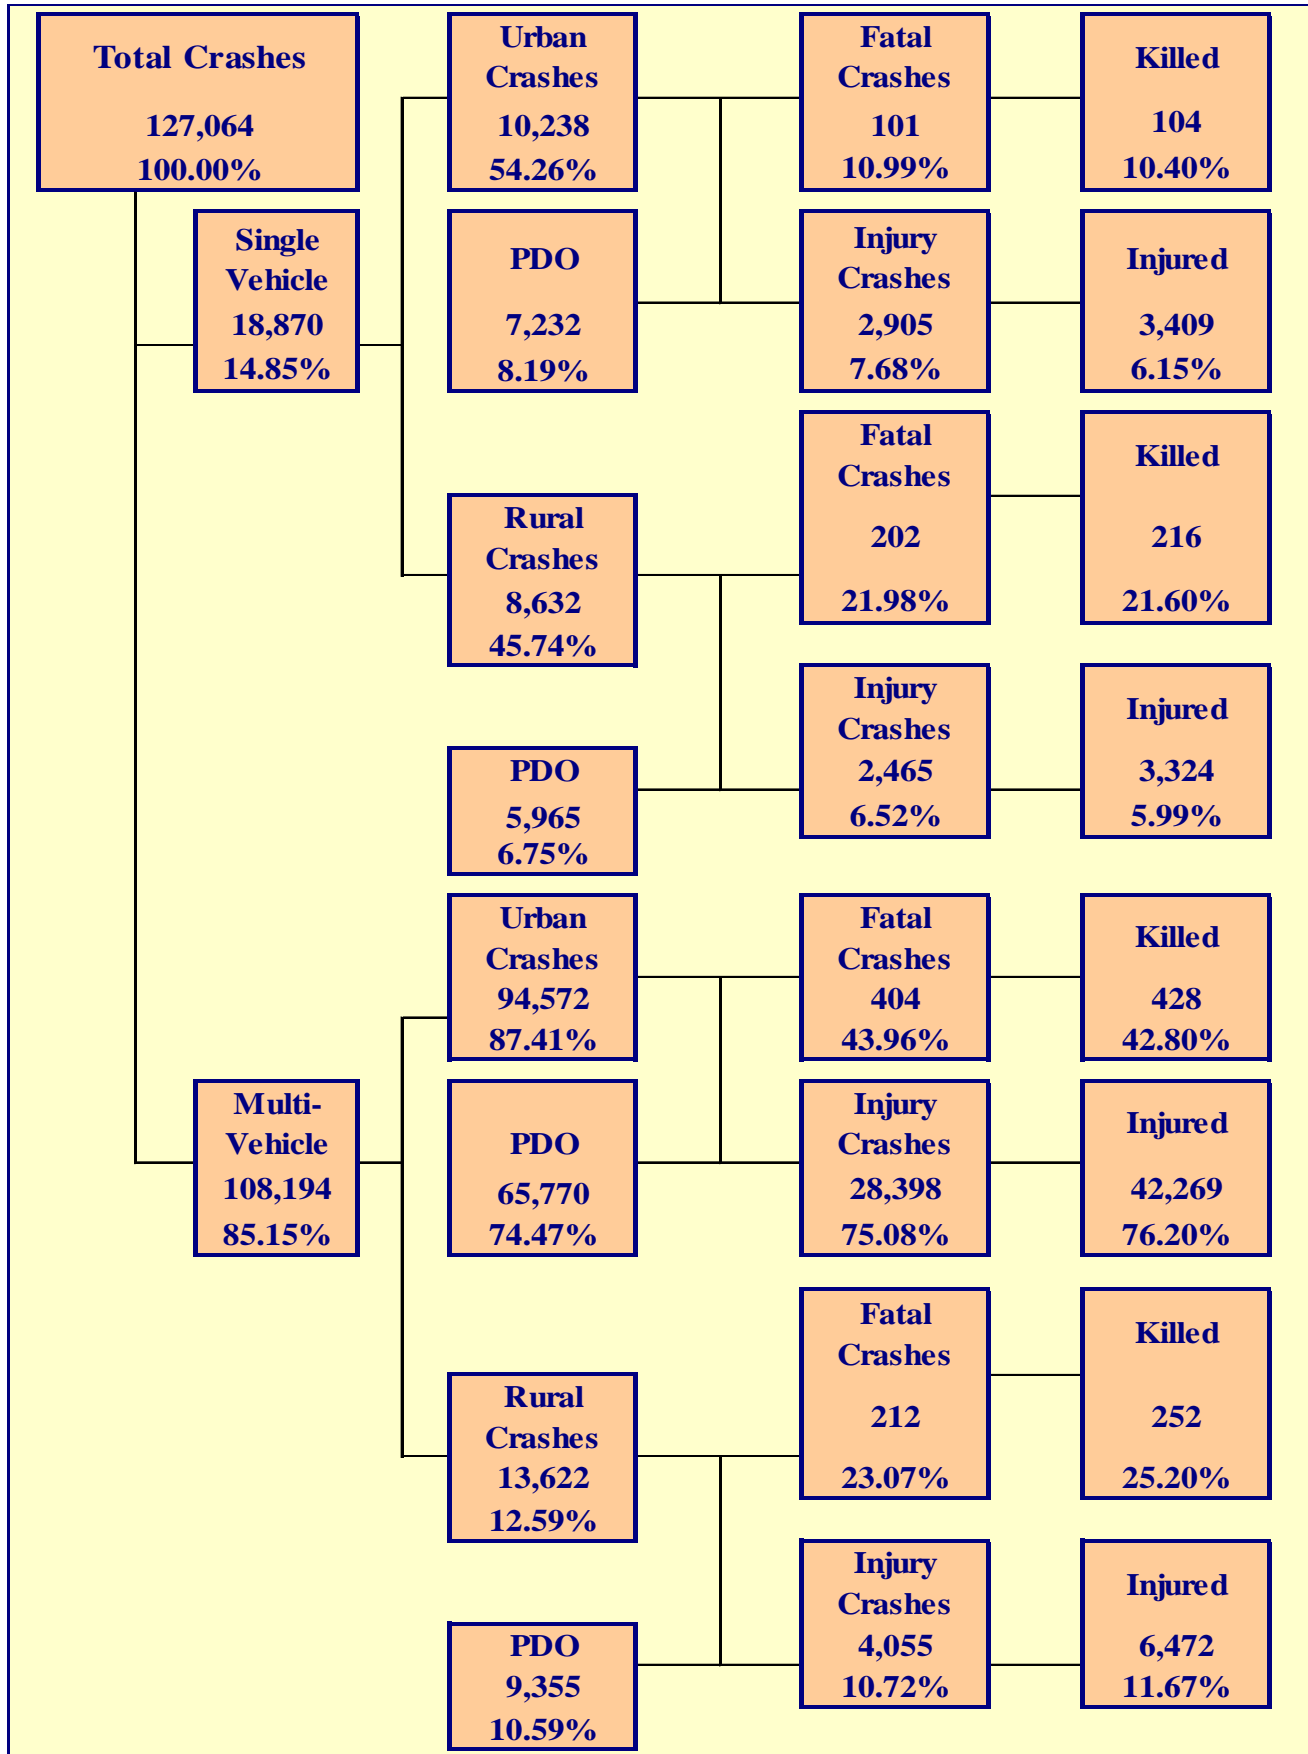 Total Crashes
127,064
100.00%
Urban
Crashes
10,238
54.26%
Fatal
Crashes
101
10.99%
Killed
104
10.40%
Single
Vehicle
18,870
14.85%
PDO
7,232
8.19%
Injury
Crashes
2,905
7.68%
Injured
3,409
6.15%
Rural
Crashes
8,632
45.74%
Fatal
Crashes
202
21.98%
Killed
216
21.60%
PDO
5,965
6.75%
Injury
Crashes
2,465
6.52%
Injured
3,324
5.99%
Urban
Crashes
94,572
87.41%
Fatal
Crashes
404
43.96%
Killed
428
42.80%
Multi-
Vehicle
108,194
85.15%
PDO
65,770
74.47%
Injury
Crashes
28,398
75.08%
Injured
42,269
76.20%
Rural
Crashes
13,622
12.59%
Fatal
Crashes
212
23.07%
Killed
252
25.20%
PDO
9,355
10.59%
Injury
Crashes
4,055
10.72%
Injured
6,472
11.67%